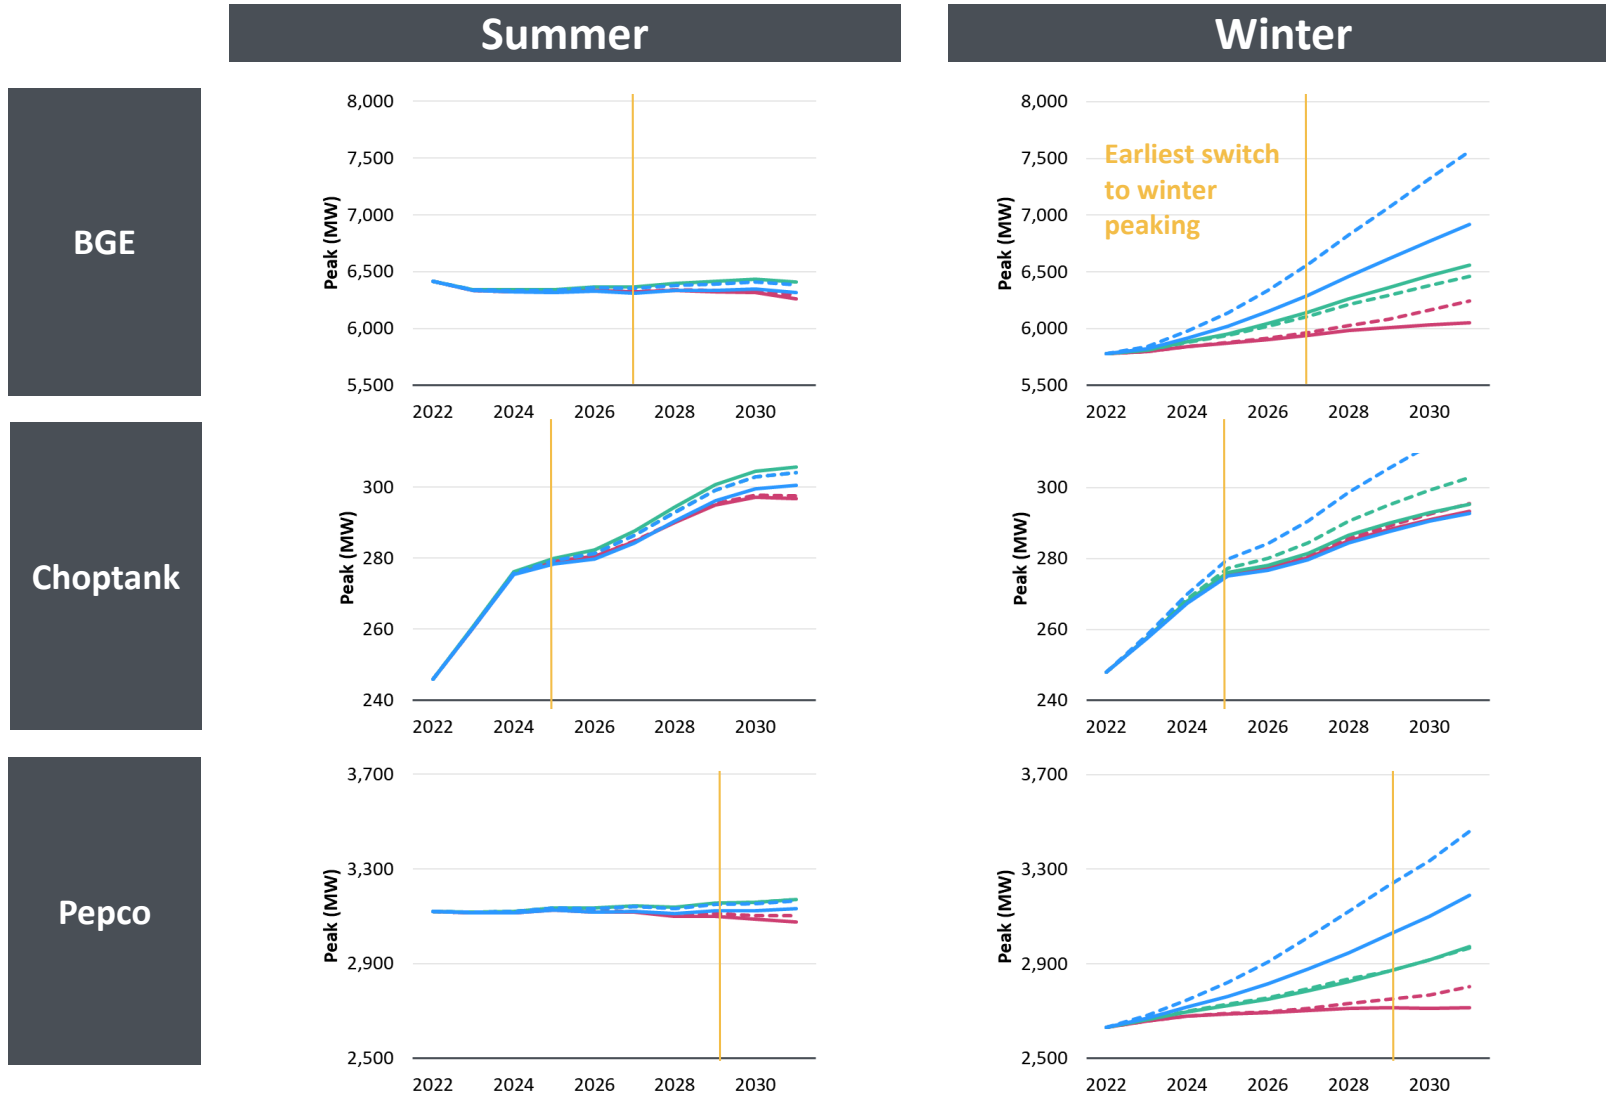 Summer
Winter
BGE
Peak (MW)
8,000
7,500
7,000
6,500
6,000
5,500
2022 2024 2026 2028 2030
Peak (MW)
8,000
7,500
7,000
6,500
6,000
5,500
2022 2024 2026 2028 2030
Earliest switch
to winter
peaking
Choptank
Peak (MW)
300
280
260
240
2022 2024 2026 2028 2030
Peak (MW)
300
280
260
240
2022 2024 2026 2028 2030
Pepco
Peak (MW)
3,700
3,300
2,900
2,500
2022 2024 2026 2028 2030
Peak (MW)
3,700
3,300
2,900
2,500
2022 2024 2026 2028 2030